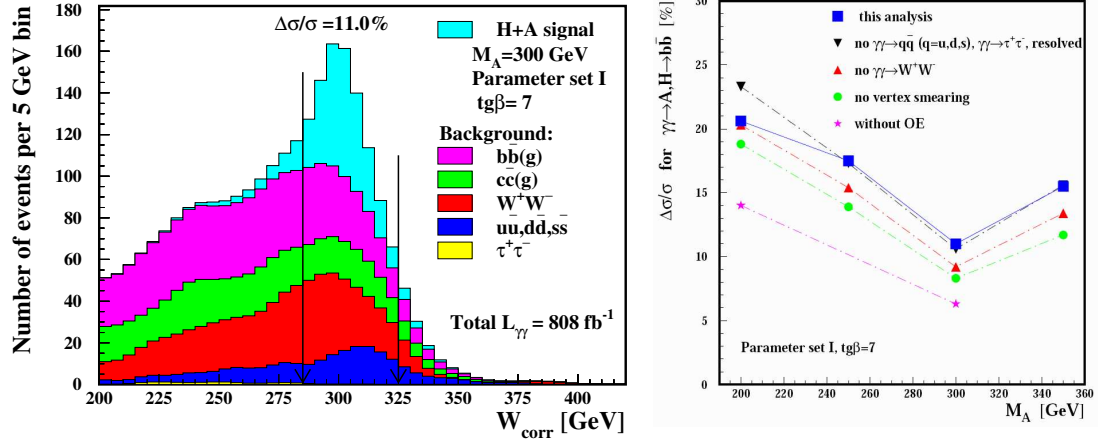 Δσ/σ =11.0%
H+A signal
M_A=300 GeV
Parameter set I
tgβ= 7
Background:
bb̄(g)
cc̄(g)
W⁺W⁻
uū,dd̄,ss̄
τ⁺τ⁻
Total L_γγ = 808 fb⁻¹
Number of events per 5 GeV bin
160
140
120
100
80
60
40
20
0
200 225 250 275 300 325 350 375 400
W_corr [GeV]
Δσ/σ for γγ→A,H→bb̄ [%]
30
25
20
15
10
5
0
this analysis
no γγ→qq̄ (q=u,d,s), γγ→τ⁺τ⁻, resolved
no γγ→W⁺W⁻
no vertex smearing
without OE
Parameter set I, tgβ=7
200 220 240 260 280 300 320 340 360
M_A [GeV]